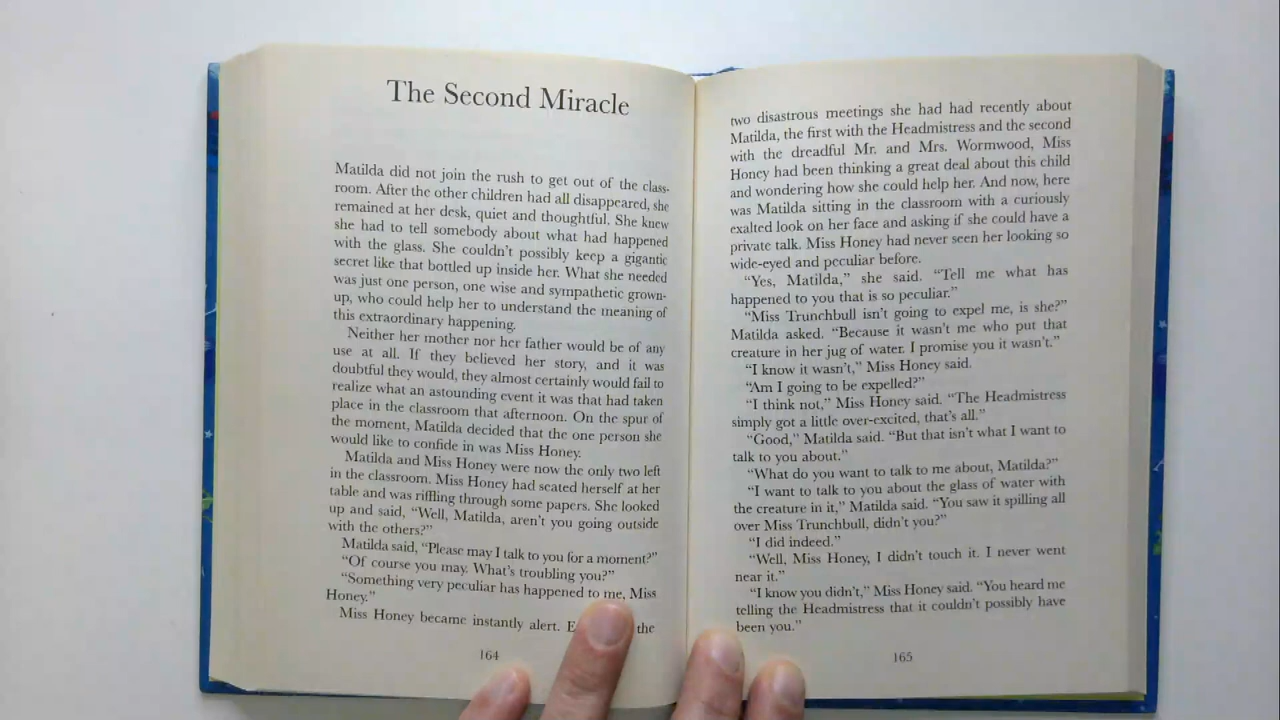 The Second Miracle
Matilda did not join the rush to get out of the class-
room. After the other children had all disappeared, she
remained at her desk, quiet and thoughtful. She knew
she had to tell somebody about what had happened
with the glass. She couldn't possibly keep a gigantic
secret like that bottled up inside her. What she needed
was just one person, one wise and sympathetic grown-
up, who could help her to understand the meaning of
this extraordinary happening.
Neither her mother nor her father would be of any
use at all. If they believed her story, and it was
doubtful they would, they almost certainly would fail to
realize what an astounding event it was that had taken
place in the classroom that afternoon. On the spur of
the moment, Matilda decided that the one person she
would like to confide in was Miss Honey.
Matilda and Miss Honey were now the only two left
in the classroom. Miss Honey had seated herself at her
table and was riffling through some papers. She looked
up and said, “Well, Matilda, aren't you going outside
with the others?”
Matilda said, “Please may I talk to you for a moment?”
“Of course you may. What's troubling you?”
“Something very peculiar has happened to me, Miss
Honey.”
Miss Honey became instantly alert. E the
164
two disastrous meetings she had had recently about
Matilda, the first with the Headmistress and the second
with the dreadful Mr. and Mrs. Wormwood, Miss
Honey had been thinking a great deal about this child
and wondering how she could help her. And now, here
was Matilda sitting in the classroom with a curiously
exalted look on her face and asking if she could have a
private talk. Miss Honey had never seen her looking so
wide-eyed and peculiar before.
“Yes, Matilda,” she said. “Tell me what has
happened to you that is so peculiar.”
“Miss Trunchbull isn't going to expel me, is she?”
Matilda asked. “Because it wasn't me who put that
creature in her jug of water. I promise you it wasn't.”
“I know it wasn't,” Miss Honey said.
“Am I going to be expelled?”
“I think not,” Miss Honey said. “The Headmistress
simply got a little over-excited, that's all.”
“Good,” Matilda said. “But that isn't what I want to
talk to you about.”
“What do you want to talk to me about, Matilda?”
“I want to talk to you about the glass of water with
the creature in it,” Matilda said. “You saw it spilling all
over Miss Trunchbull, didn't you?”
“I did indeed.”
“Well, Miss Honey, I didn't touch it. I never went
near it.”
“I know you didn't,” Miss Honey said. “You heard me
telling the Headmistress that it couldn't possibly have
been you.”
165